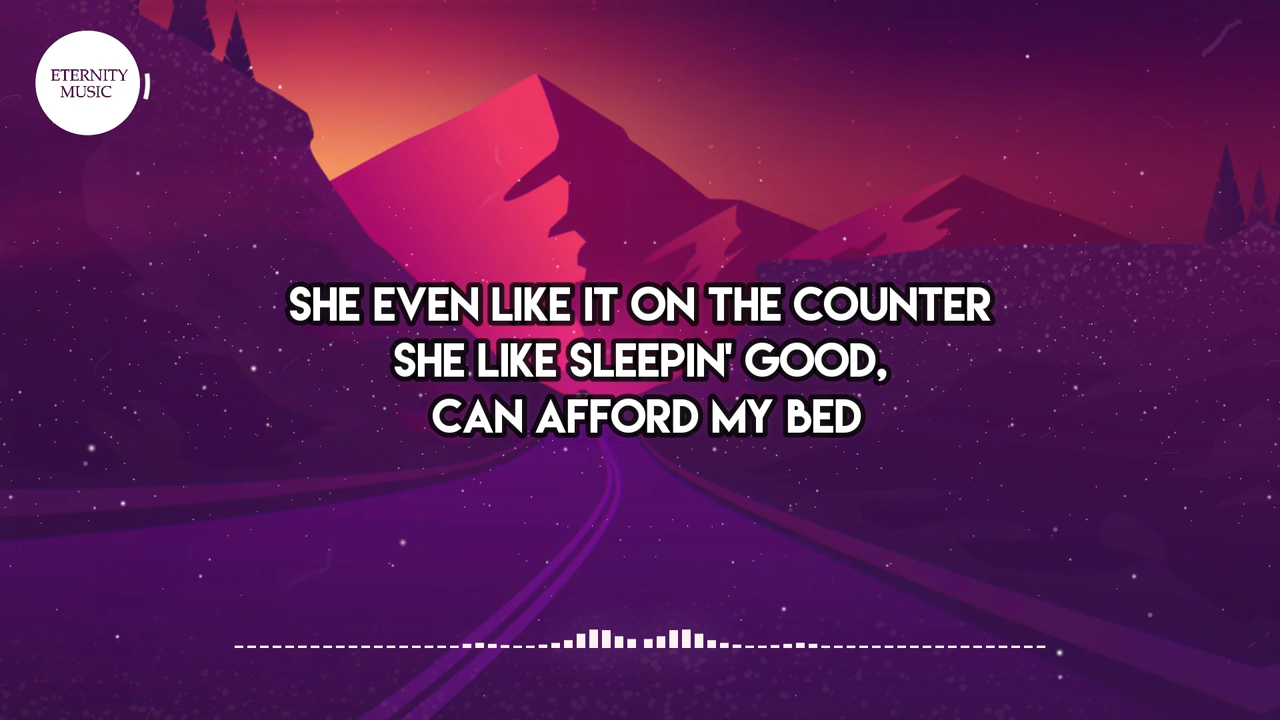 ETERNITY
MUSIC
SHE EVEN LIKE IT ON THE COUNTER
SHE LIKE SLEEPIN' GOOD,
CAN AFFORD MY BED